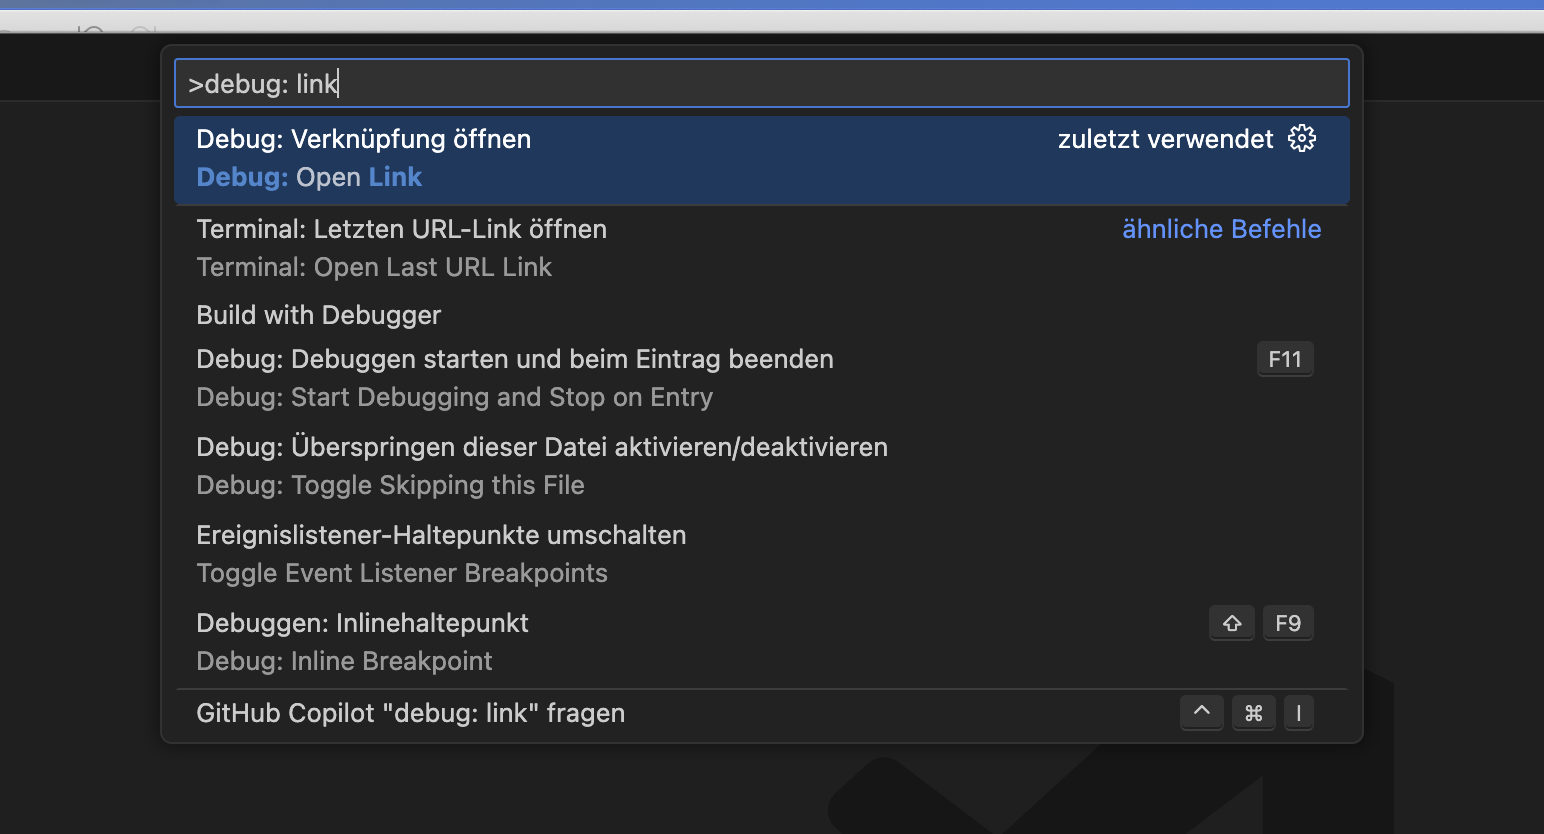 >debug: link
Debug: Verknüpfung öffnen zuletzt verwendet
Debug: Open Link
Terminal: Letzten URL-Link öffnen ähnliche Befehle
Terminal: Open Last URL Link
Build with Debugger
Debug: Debuggen starten und beim Eintrag beenden F11
Debug: Start Debugging and Stop on Entry
Debug: Überspringen dieser Datei aktivieren/deaktivieren
Debug: Toggle Skipping this File
Ereignislistener-Haltepunkte umschalten
Toggle Event Listener Breakpoints
Debuggen: Inlinehaltepunkt ⇧ F9
Debug: Inline Breakpoint
GitHub Copilot "debug: link" fragen ^ ⌘ I